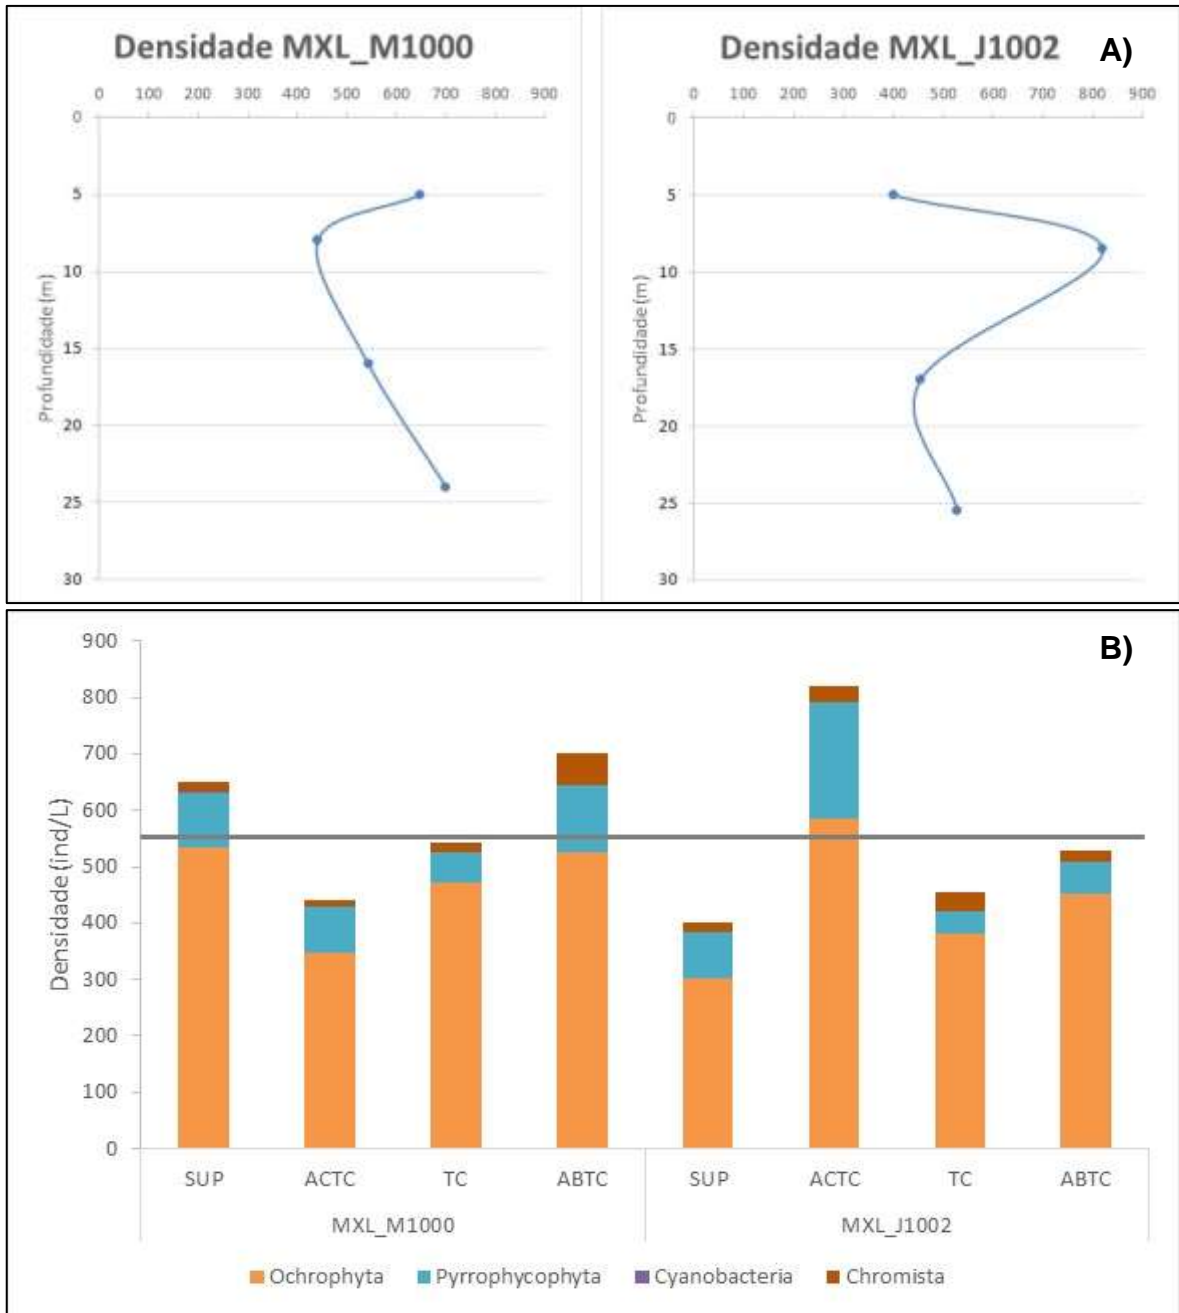 Densidade MXL_M1000
0 100 200 300 400 500 600 700 800 900
0
5
10
15
20
25
30
Profundidade (m)
Densidade MXL_J1002
A)
0 100 200 300 400 500 600 700 800 900
0
5
10
15
20
25
30
Profundidade (m)
B)
900
800
700
600
500
400
300
200
100
0
Densidade (ind/L)
SUP ACTC TC ABTC SUP ACTC TC ABTC
MXL_M1000 MXL_J1002
Ochrophyta Pyrrophycophyta Cyanobacteria Chromista